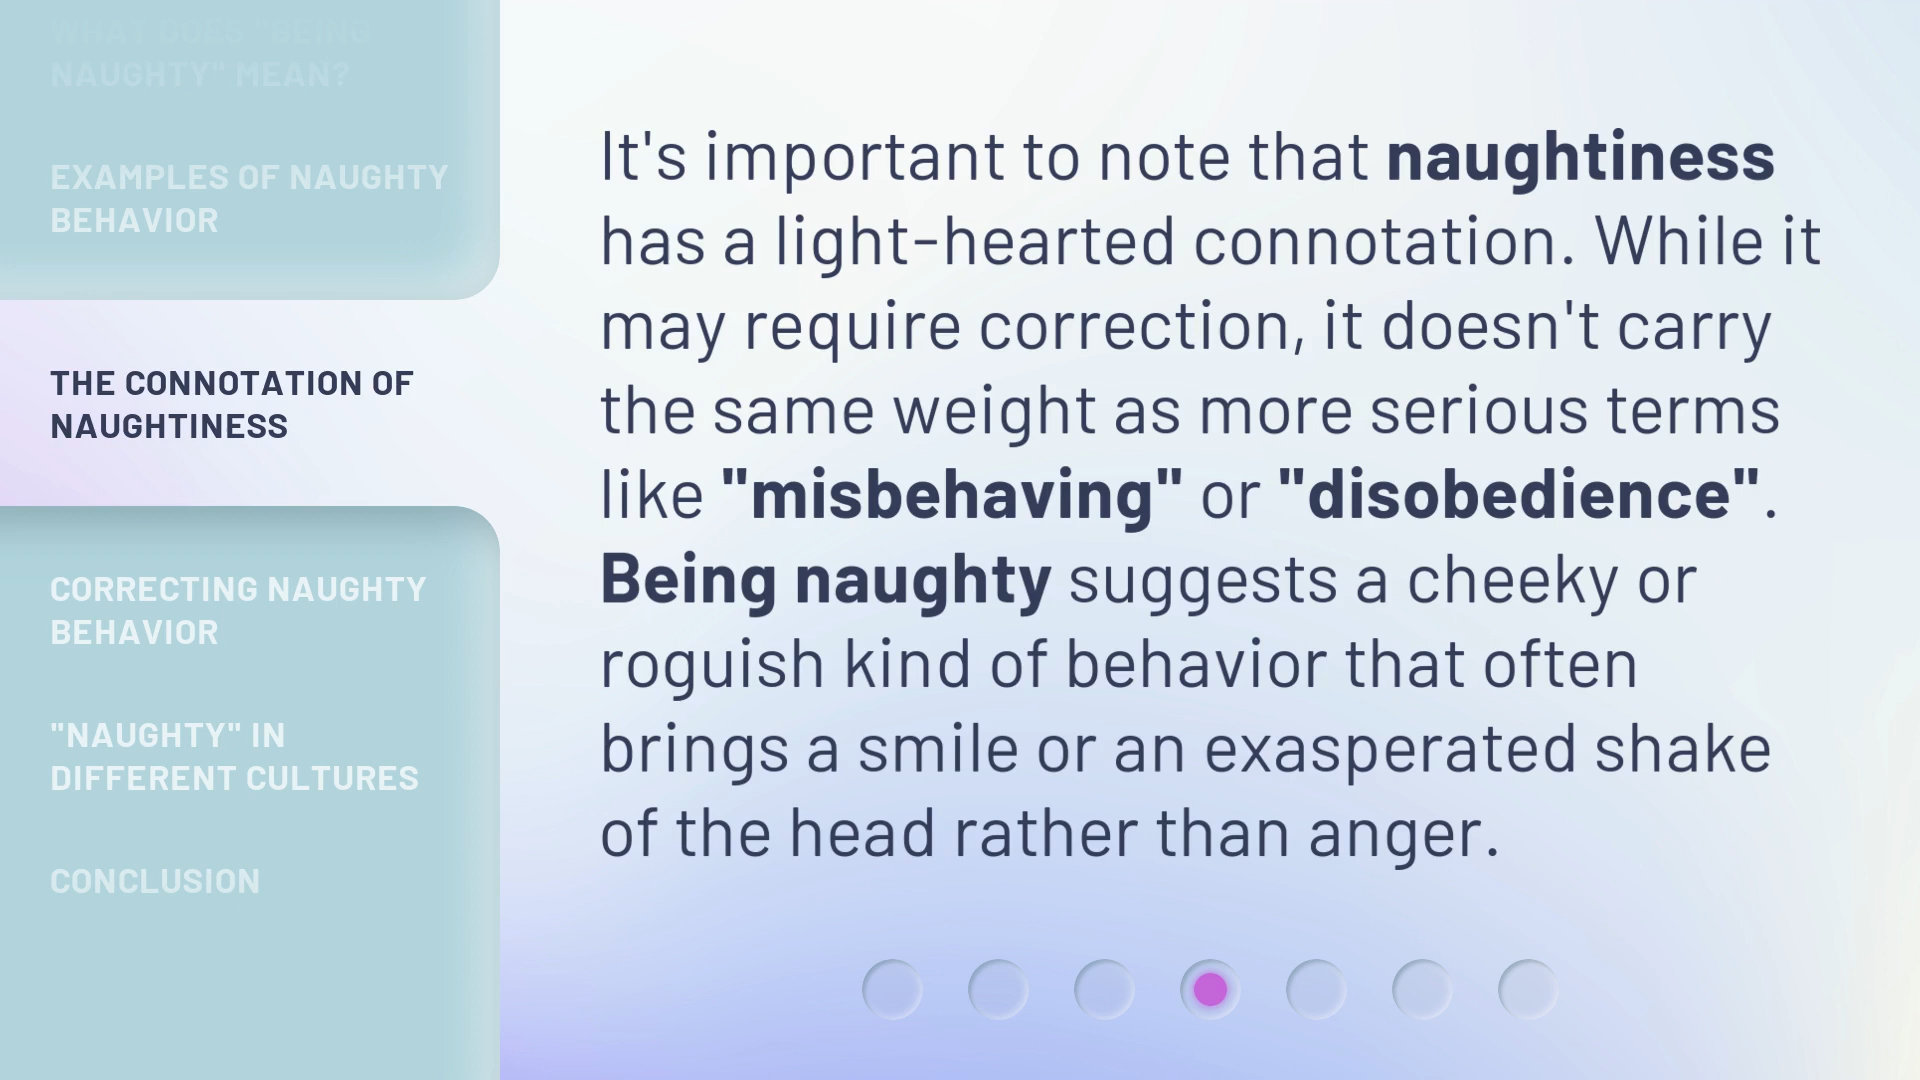 WHAT DOES "BEING
NAUGHTY" MEAN?
EXAMPLES OF NAUGHTY
BEHAVIOR
THE CONNOTATION OF
NAUGHTINESS
CORRECTING NAUGHTY
BEHAVIOR
"NAUGHTY" IN
DIFFERENT CULTURES
CONCLUSION
It's important to note that naughtiness
has a light-hearted connotation. While it
may require correction, it doesn't carry
the same weight as more serious terms
like "misbehaving" or "disobedience".
Being naughty suggests a cheeky or
roguish kind of behavior that often
brings a smile or an exasperated shake
of the head rather than anger.